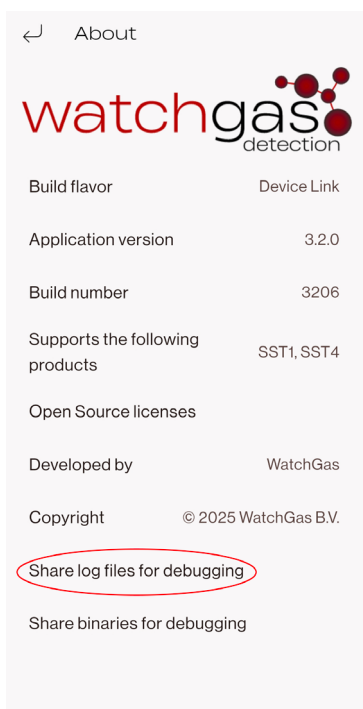 About
watchgas
detection
Build flavor Device Link
Application version 3.2.0
Build number 3206
Supports the following
products SST1, SST4
Open Source licenses
Developed by WatchGas
Copyright © 2025 WatchGas B.V.
Share log files for debugging
Share binaries for debugging